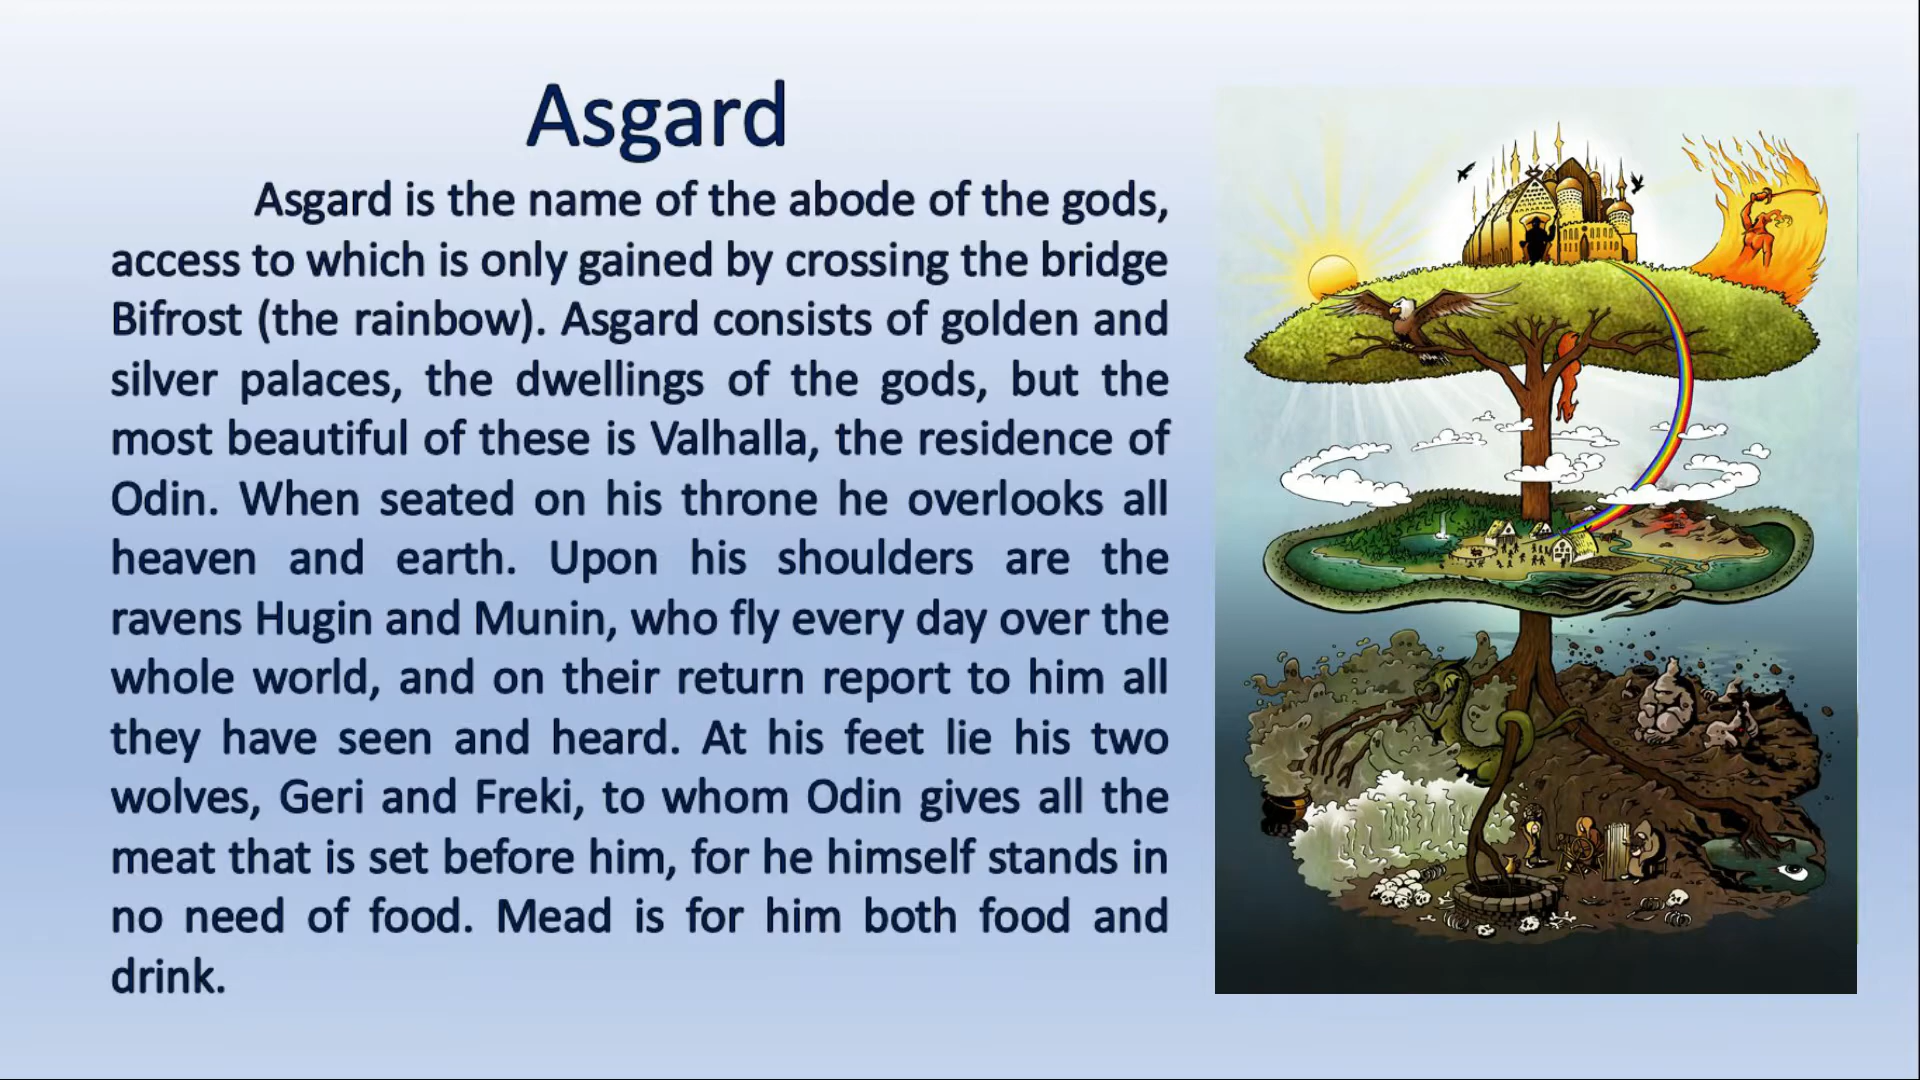 Asgard
Asgard is the name of the abode of the gods,
access to which is only gained by crossing the bridge
Bifrost (the rainbow). Asgard consists of golden and
silver palaces, the dwellings of the gods, but the
most beautiful of these is Valhalla, the residence of
Odin. When seated on his throne he overlooks all
heaven and earth. Upon his shoulders are the
ravens Hugin and Munin, who fly every day over the
whole world, and on their return report to him all
they have seen and heard. At his feet lie his two
wolves, Geri and Freki, to whom Odin gives all the
meat that is set before him, for he himself stands in
no need of food. Mead is for him both food and
drink.